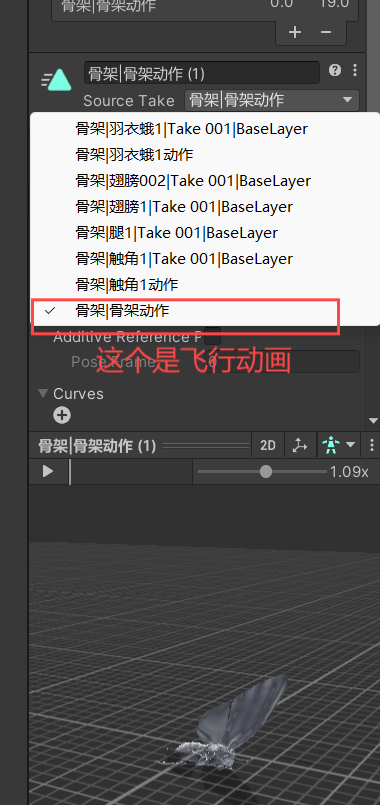 骨架|骨架动作
0.0
19.0
骨架|骨架动作 (1)
Source Take
骨架|骨架动作
骨架|羽衣蛾1|Take 001|BaseLayer
骨架|羽衣蛾1动作
骨架|翅膀002|Take 001|BaseLayer
骨架|翅膀1|Take 001|BaseLayer
骨架|腿1|Take 001|BaseLayer
骨架|触角1|Take 001|BaseLayer
骨架|触角1动作
骨架|骨架动作
Additive Reference P
Pose Frame
这个是飞行动画
Curves
骨架|骨架动作 (1)
2D
1.09x